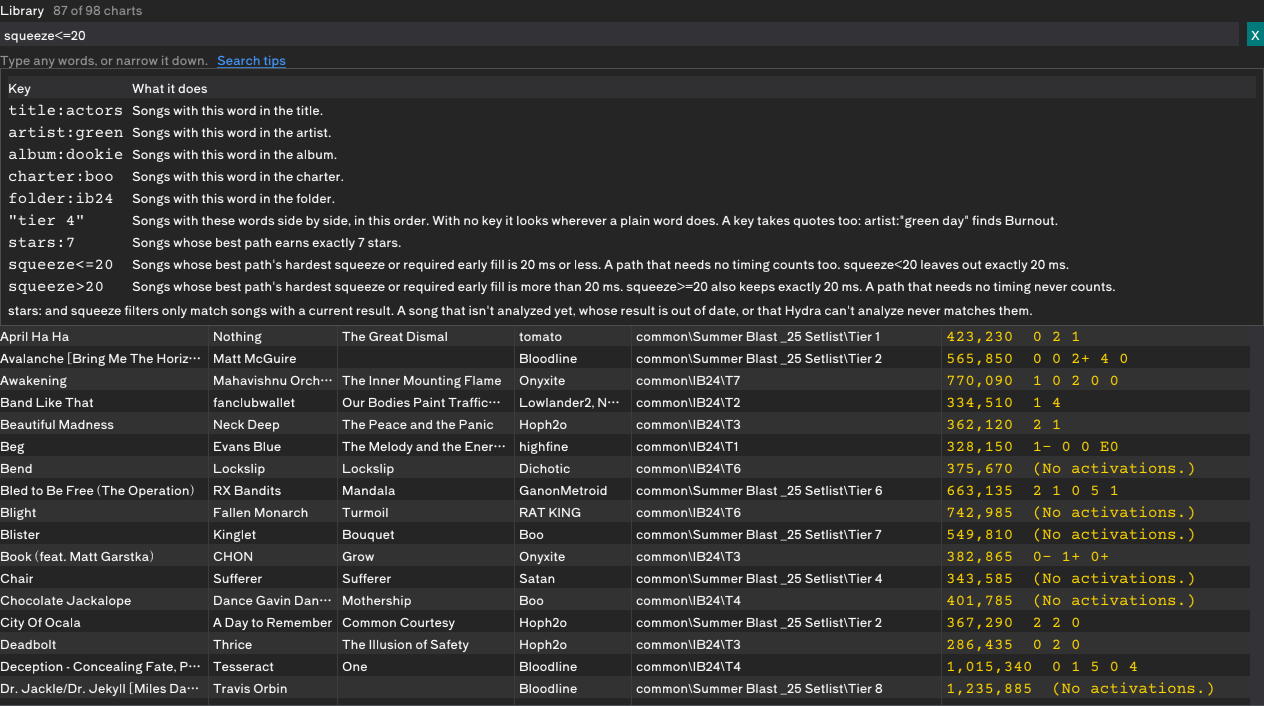 Library 87 of 98 charts
squeeze<=20 X
Type any words, or narrow it down. Search tips
Key What it does
title:actors Songs with this word in the title.
artist:green Songs with this word in the artist.
album:dookie Songs with this word in the album.
charter:boo Songs with this word in the charter.
folder:ib24 Songs with this word in the folder.
"tier 4" Songs with these words side by side, in this order. With no key it looks wherever a plain word does. A key takes quotes too: artist:"green day" finds Burnout.
stars:7 Songs whose best path earns exactly 7 stars.
squeeze<=20 Songs whose best path's hardest squeeze or required early fill is 20 ms or less. A path that needs no timing counts too. squeeze<20 leaves out exactly 20 ms.
squeeze>20 Songs whose best path's hardest squeeze or required early fill is more than 20 ms. squeeze>=20 also keeps exactly 20 ms. A path that needs no timing never counts.
stars: and squeeze filters only match songs with a current result. A song that isn't analyzed yet, whose result is out of date, or that Hydra can't analyze never matches them.
April Ha Ha Nothing The Great Dismal tomato common\Summer Blast _25 Setlist\Tier 1 423,230 0 2 1
Avalanche [Bring Me The Horiz··· Matt McGuire Bloodline common\Summer Blast _25 Setlist\Tier 2 565,850 0 0 2+ 4 0
Awakening Mahavishnu Orch··· The Inner Mounting Flame Onyxite common\IB24\T7 770,090 1 0 2 0 0
Band Like That fanclubwallet Our Bodies Paint Traffic··· Lowlander2, N··· common\IB24\T2 334,510 1 4
Beautiful Madness Neck Deep The Peace and the Panic Hoph2o common\IB24\T3 362,120 2 1
Beg Evans Blue The Melody and the Ener··· highfine common\IB24\T1 328,150 1- 0 0 E0
Bend Lockslip Lockslip Dichotic common\IB24\T6 375,670 (No activations.)
Bled to Be Free (The Operation) RX Bandits Mandala GanonMetroid common\Summer Blast _25 Setlist\Tier 6 663,135 2 1 0 5 1
Blight Fallen Monarch Turmoil RAT KING common\IB24\T6 742,985 (No activations.)
Blister Kinglet Bouquet Boo common\Summer Blast _25 Setlist\Tier 7 549,810 (No activations.)
Book (feat. Matt Garstka) CHON Grow Onyxite common\IB24\T3 382,865 0- 1+ 0+
Chair Sufferer Sufferer Satan common\Summer Blast _25 Setlist\Tier 4 343,585 (No activations.)
Chocolate Jackalope Dance Gavin Dan··· Mothership Boo common\IB24\T4 401,785 (No activations.)
City Of Ocala A Day to Remember Common Courtesy Hoph2o common\Summer Blast _25 Setlist\Tier 2 367,290 2 2 0
Deadbolt Thrice The Illusion of Safety Hoph2o common\IB24\T3 286,435 0 2 0
Deception - Concealing Fate, P··· Tesseract One Bloodline common\IB24\T4 1,015,340 0 1 5 0 4
Dr. Jackle/Dr. Jekyll [Miles Da··· Travis Orbin Bloodline common\Summer Blast _25 Setlist\Tier 8 1,235,885 (No activations.)